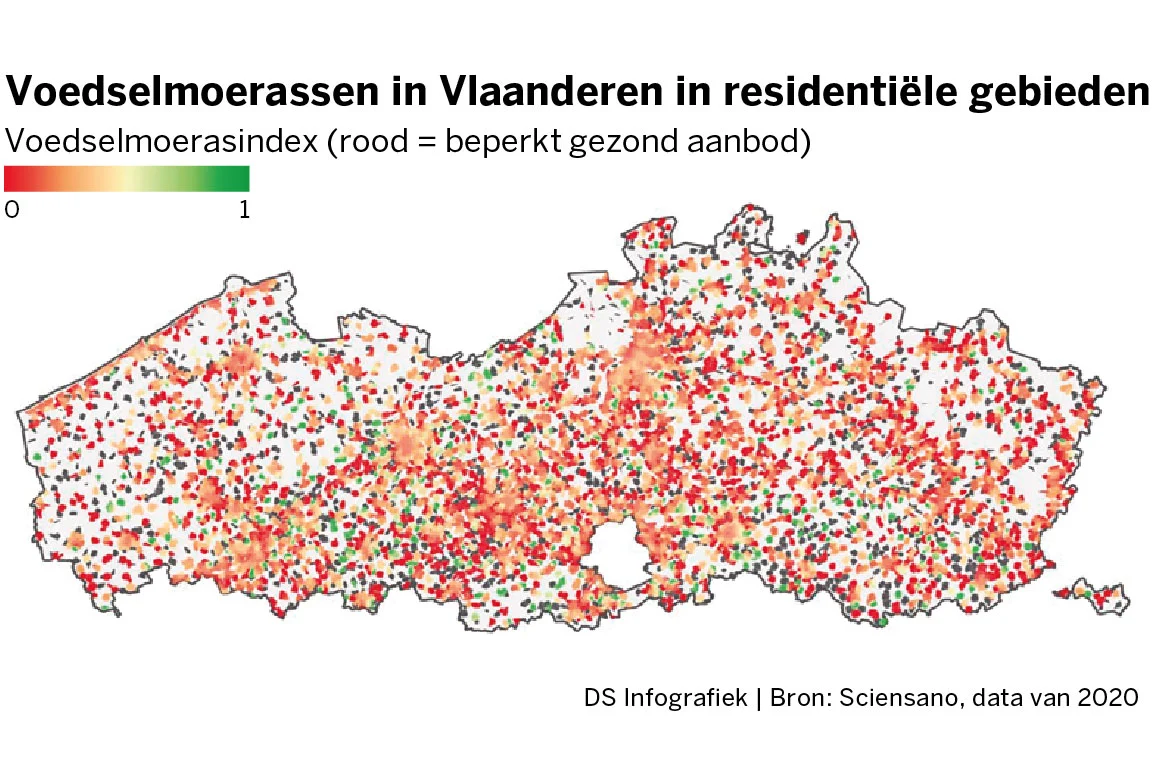 Voedselmoerassen in Vlaanderen in residentiële gebieden
Voedselmoerasindex (rood = beperkt gezond aanbod)
0 1
DS Infografiek | Bron: Sciensano, data van 2020